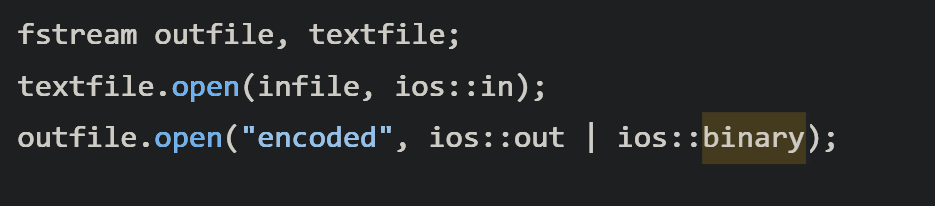 fstream outfile, textfile;
textfile.open(infile, ios::in);
outfile.open("encoded", ios::out | ios::binary);